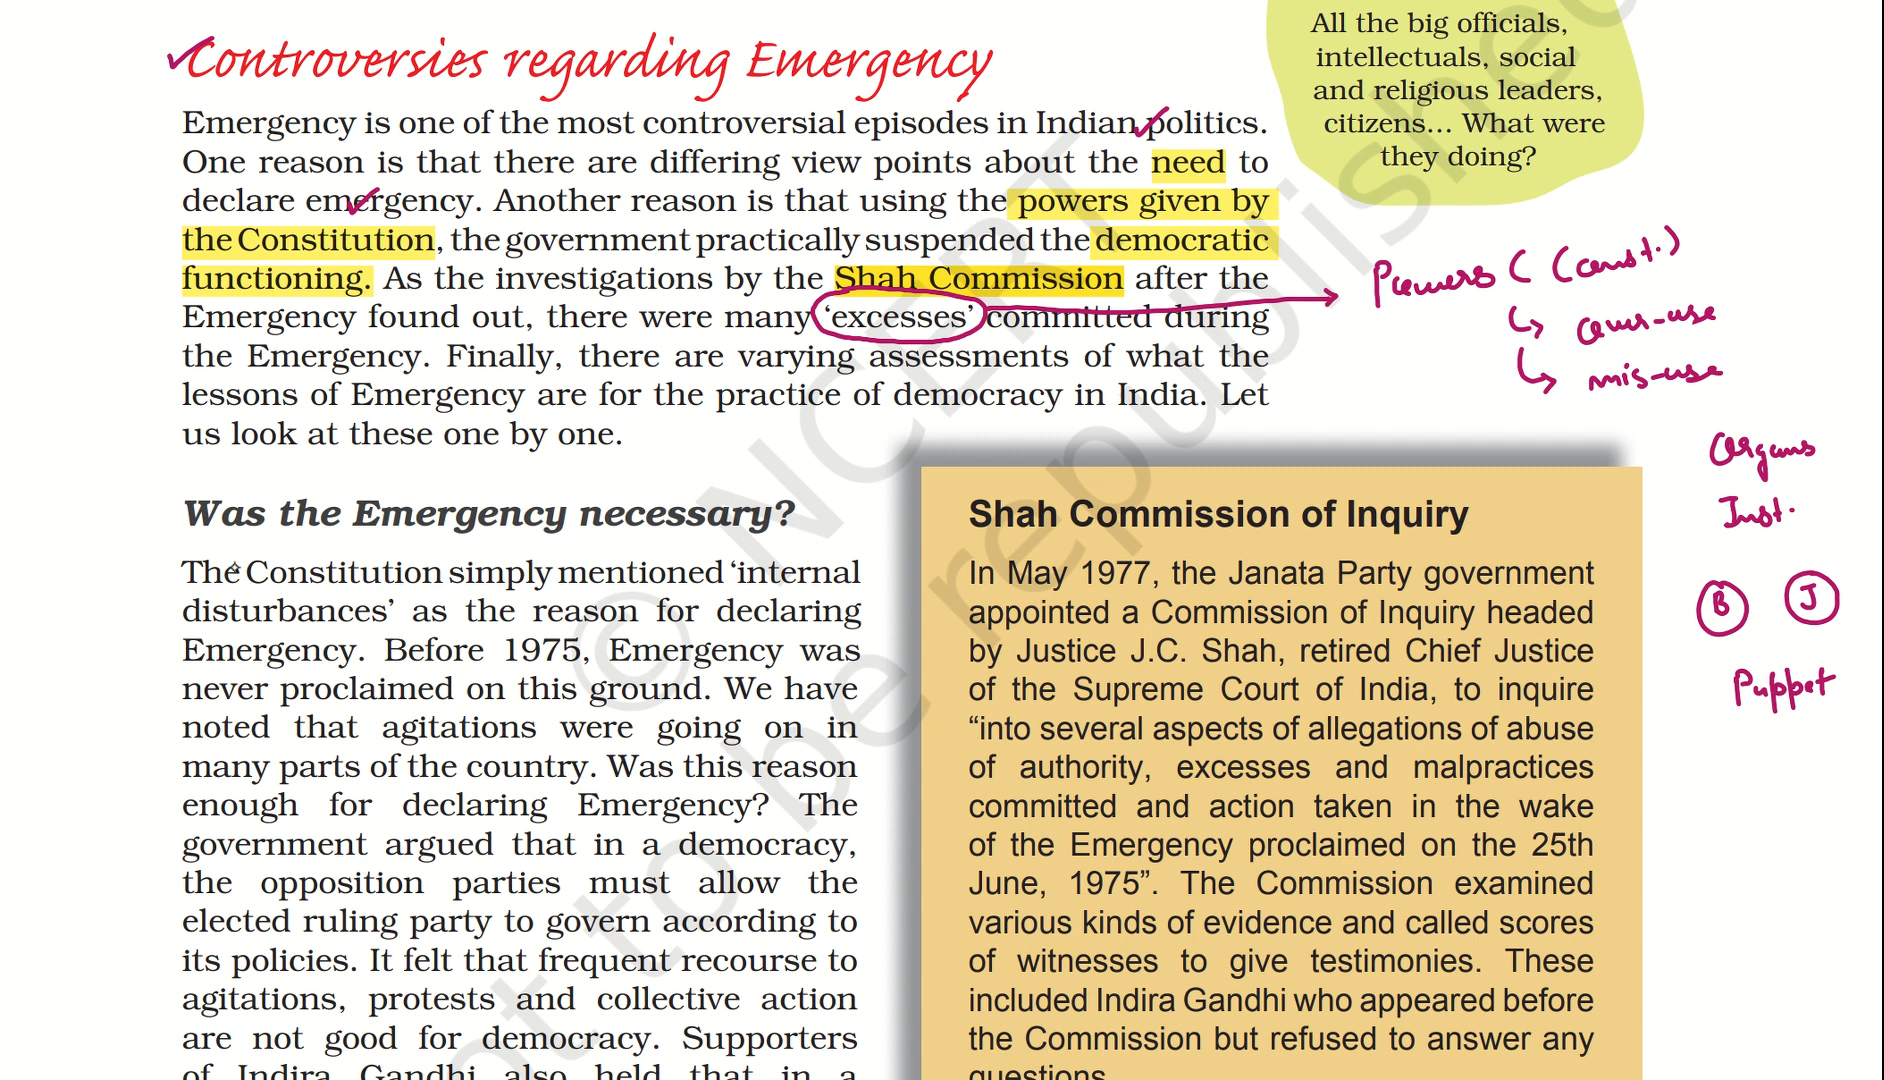 All the big officials,
intellectuals, social
and religious leaders,
citizens... What were
they doing?
Controversies regarding Emergency
Emergency is one of the most controversial episodes in Indian politics.
One reason is that there are differing view points about the need to
declare emergency. Another reason is that using the powers given by
the Constitution, the government practically suspended the democratic
functioning. As the investigations by the Shah Commission after the
Emergency found out, there were many ‘excesses’ committed during
the Emergency. Finally, there are varying assessments of what the
lessons of Emergency are for the practice of democracy in India. Let
us look at these one by one.
Powers ( (const.)
over-use
mis-use
Organs
Inst.
B J
Puppet
Was the Emergency necessary?
The Constitution simply mentioned ‘internal
disturbances’ as the reason for declaring
Emergency. Before 1975, Emergency was
never proclaimed on this ground. We have
noted that agitations were going on in
many parts of the country. Was this reason
enough for declaring Emergency? The
government argued that in a democracy,
the opposition parties must allow the
elected ruling party to govern according to
its policies. It felt that frequent recourse to
agitations, protests and collective action
are not good for democracy. Supporters
of Indira Gandhi also held that in a
Shah Commission of Inquiry
In May 1977, the Janata Party government
appointed a Commission of Inquiry headed
by Justice J.C. Shah, retired Chief Justice
of the Supreme Court of India, to inquire
“into several aspects of allegations of abuse
of authority, excesses and malpractices
committed and action taken in the wake
of the Emergency proclaimed on the 25th
June, 1975”. The Commission examined
various kinds of evidence and called scores
of witnesses to give testimonies. These
included Indira Gandhi who appeared before
the Commission but refused to answer any
questions.
© NCERT
not to be republished